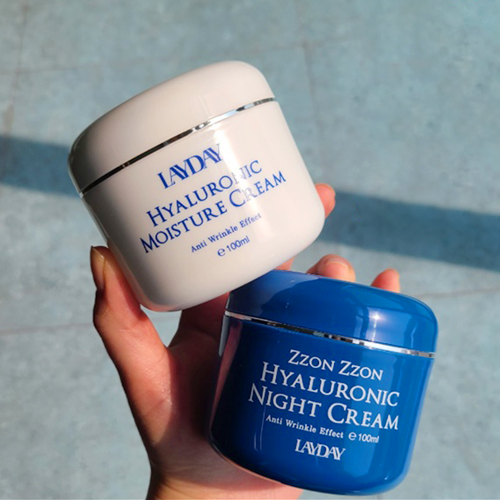 LAYDAY
HYALURONIC
MOISTURE CREAM
Anti Wrinkle Effect
℮100ml
ZZON ZZON
HYALURONIC
NIGHT CREAM
Anti Wrinkle Effect ℮100ml
LAYDAY